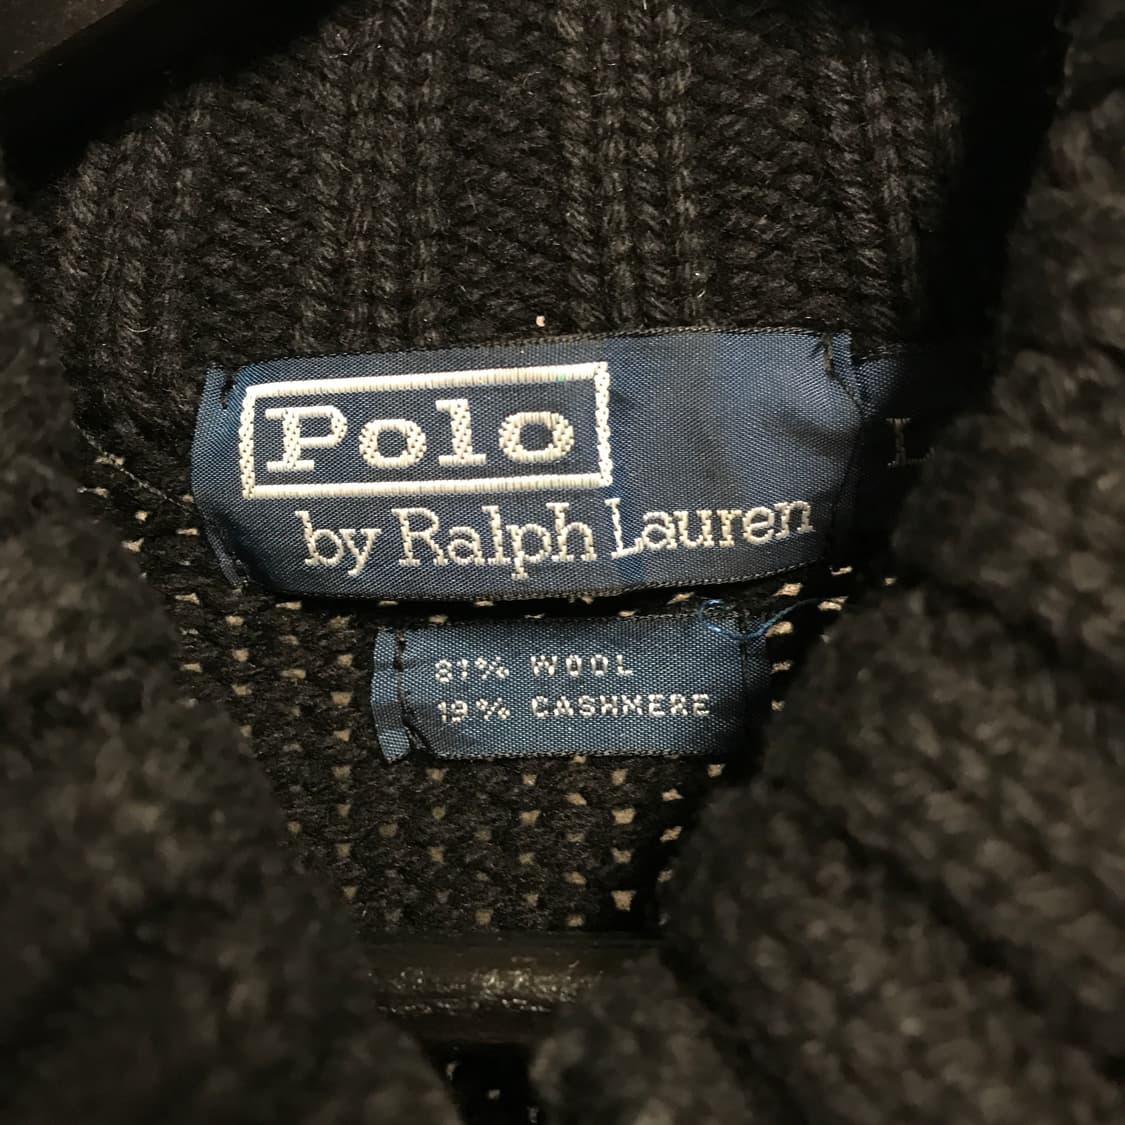 Polo
by Ralph Lauren
L
81% WOOL
19% CASHMERE